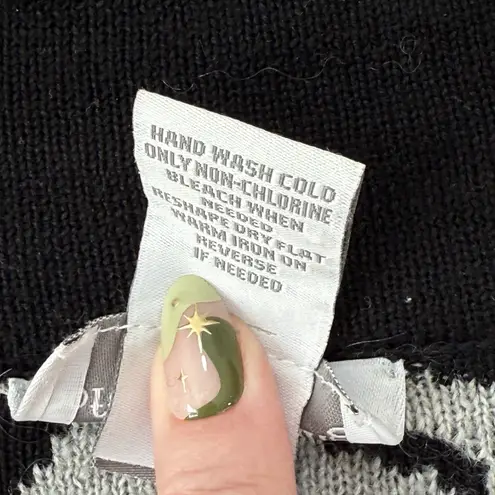 HAND WASH COLD
ONLY NON-CHLORINE
BLEACH WHEN
NEEDED
RESHAPE DRY FLAT
WARM IRON ON
REVERSE
IF NEEDED